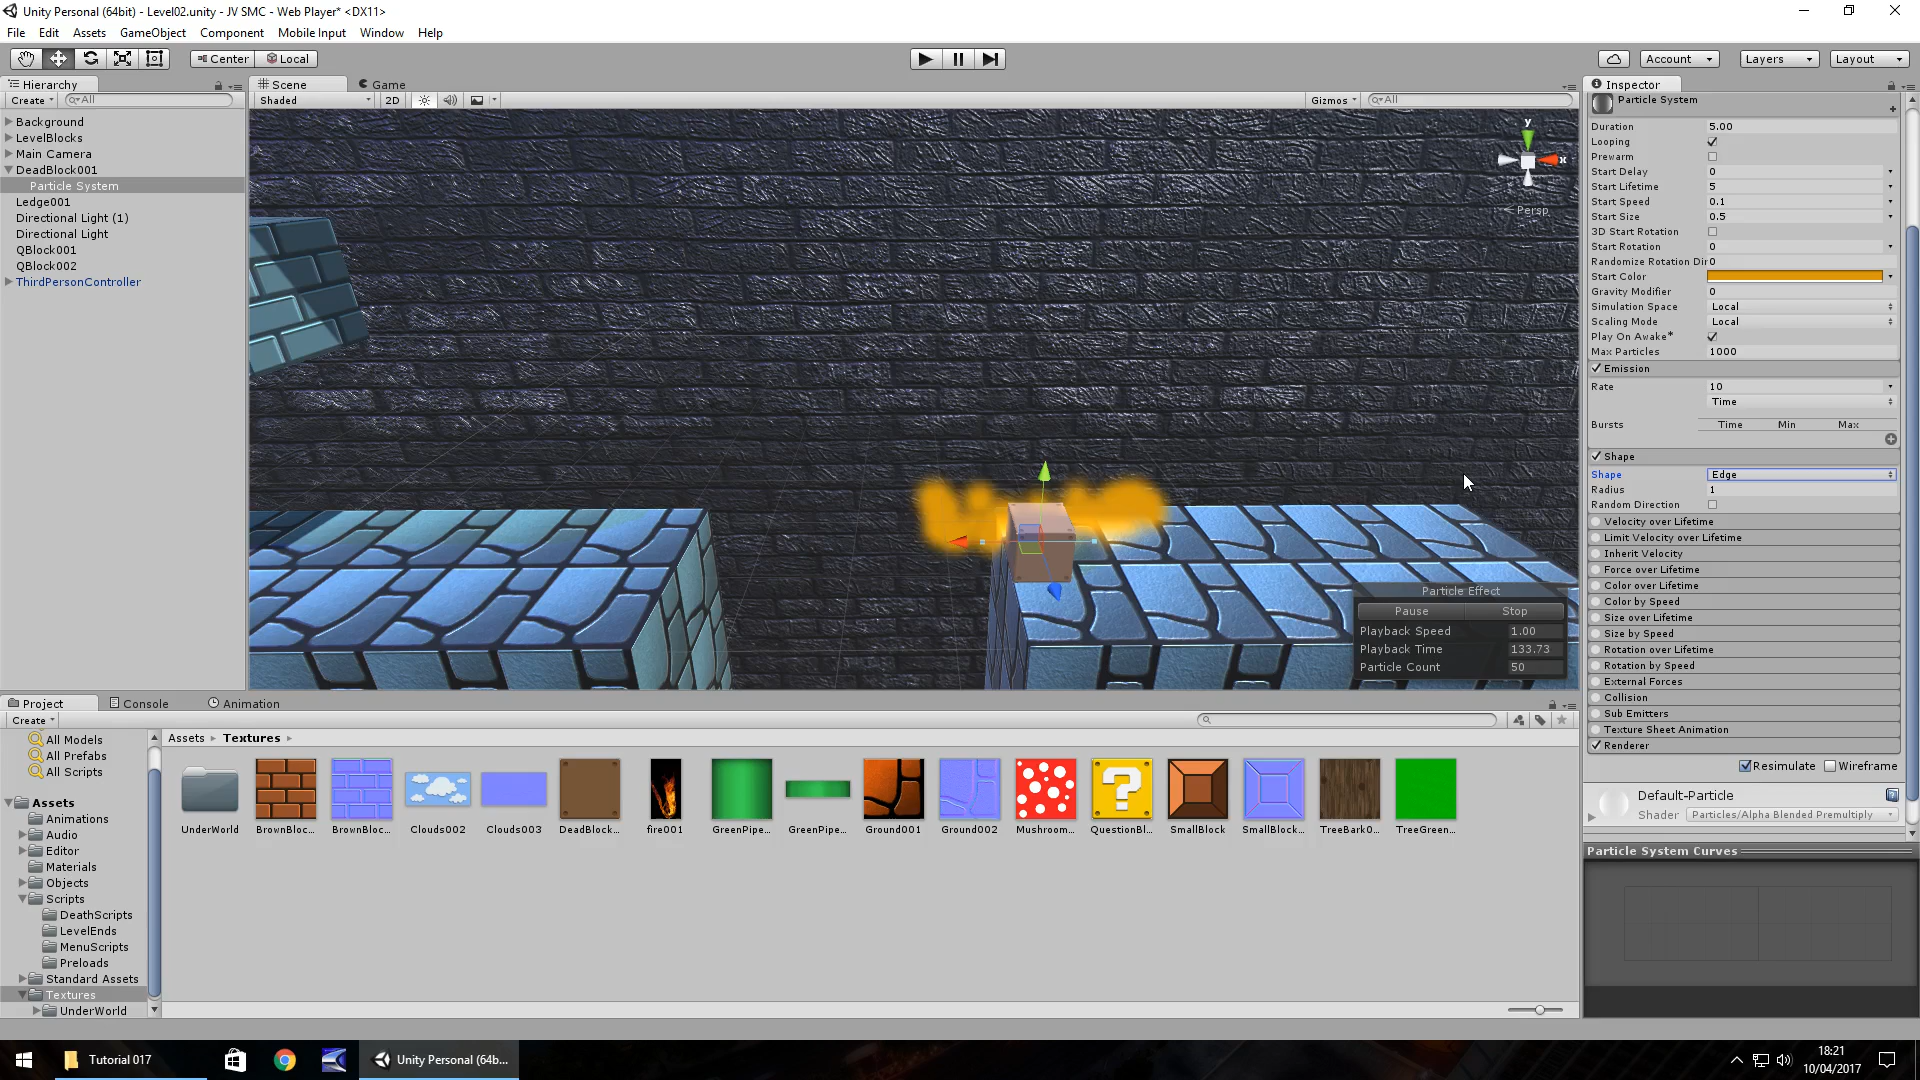 Unity Personal (64bit) - Level02.unity - JV SMC - Web Player* <DX11>
File Edit Assets GameObject Component Mobile Input Window Help
Center Local Account Layers Layout
Hierarchy
Create All
Background
LevelBlocks
Main Camera
DeadBlock001
Particle System
Ledge001
Directional Light (1)
Directional Light
QBlock001
QBlock002
ThirdPersonController
Scene Game
Shaded 2D Gizmos All
y
x
Persp
Particle Effect
Pause Stop
Playback Speed 1.00
Playback Time 133.73
Particle Count 50
Inspector
Particle System
Duration 5.00
Looping
Prewarm
Start Delay 0
Start Lifetime 5
Start Speed 0.1
Start Size 0.5
3D Start Rotation
Start Rotation 0
Randomize Rotation Dir 0
Start Color
Gravity Modifier 0
Simulation Space Local
Scaling Mode Local
Play On Awake*
Max Particles 1000
Emission
Rate 10
Time
Bursts Time Min Max
Shape
Shape Edge
Radius 1
Random Direction
Velocity over Lifetime
Limit Velocity over Lifetime
Inherit Velocity
Force over Lifetime
Color over Lifetime
Color by Speed
Size over Lifetime
Size by Speed
Rotation over Lifetime
Rotation by Speed
External Forces
Collision
Sub Emitters
Texture Sheet Animation
Renderer
Resimulate Wireframe
Default-Particle
Shader Particles/Alpha Blended Premultiply
Particle System Curves
Project Console Animation
Create
All Models
All Prefabs
All Scripts
Assets
Animations
Audio
Editor
Materials
Objects
Scripts
DeathScripts
LevelEnds
MenuScripts
Preloads
Standard Assets
Textures
UnderWorld
Assets Textures
UnderWorld BrownBloc... BrownBloc... Clouds002 Clouds003 DeadBlock... fire001 GreenPipe... GreenPipe... Ground001 Ground002 Mushroom... QuestionBl... SmallBlock SmallBlock... TreeBark0... TreeGreen...
Tutorial 017
Unity Personal (64b...
18:21
10/04/2017